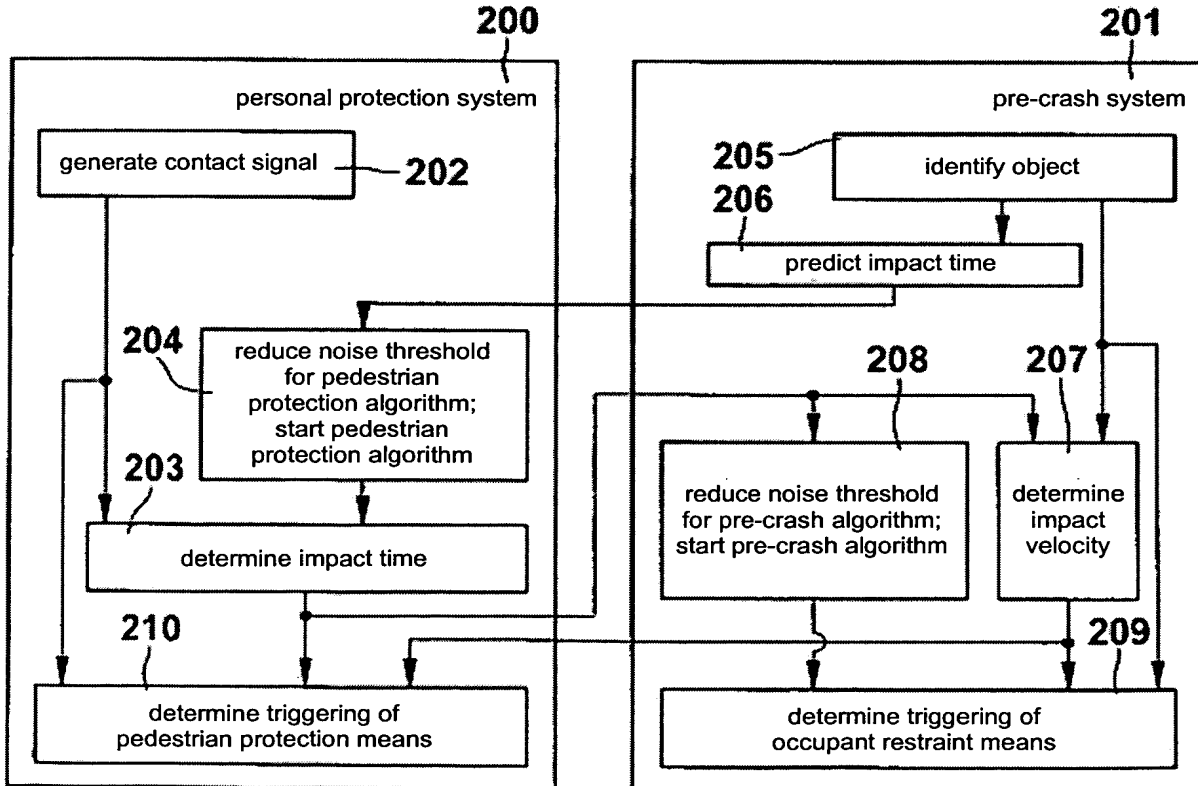 200
201
personal protection system
pre-crash system
generate contact signal
202
205
identify object
206
predict impact time
204
reduce noise threshold
for pedestrian
protection algorithm;
start pedestrian
protection algorithm
208
207
reduce noise threshold
for pre-crash algorithm;
start pre-crash algorithm
determine
impact
velocity
203
determine impact time
210
209
determine triggering of
pedestrian protection means
determine triggering of
occupant restraint means